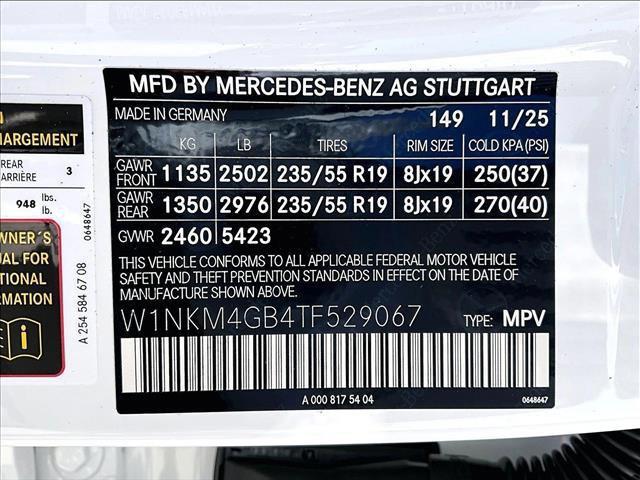 MFD BY MERCEDES-BENZ AG STUTTGART
MADE IN GERMANY 149 11/25
KG LB TIRES RIM SIZE COLD KPA (PSI)
GAWR FRONT 1135 2502 235/55 R19 8Jx19 250(37)
GAWR REAR 1350 2976 235/55 R19 8Jx19 270(40)
GVWR 2460 5423
THIS VEHICLE CONFORMS TO ALL APPLICABLE FEDERAL MOTOR VEHICLE
SAFETY AND THEFT PREVENTION STANDARDS IN EFFECT ON THE DATE OF
MANUFACTURE SHOWN ABOVE.
W1NKM4GB4TF529067 TYPE: MPV
A 000 817 54 04
0648647
HARGEMENT
REAR
ARRIÈRE 3
948 lbs.
lb.
0648647
WNER´S
UAL FOR
TIONAL
RMATION
A 254 584 67 08